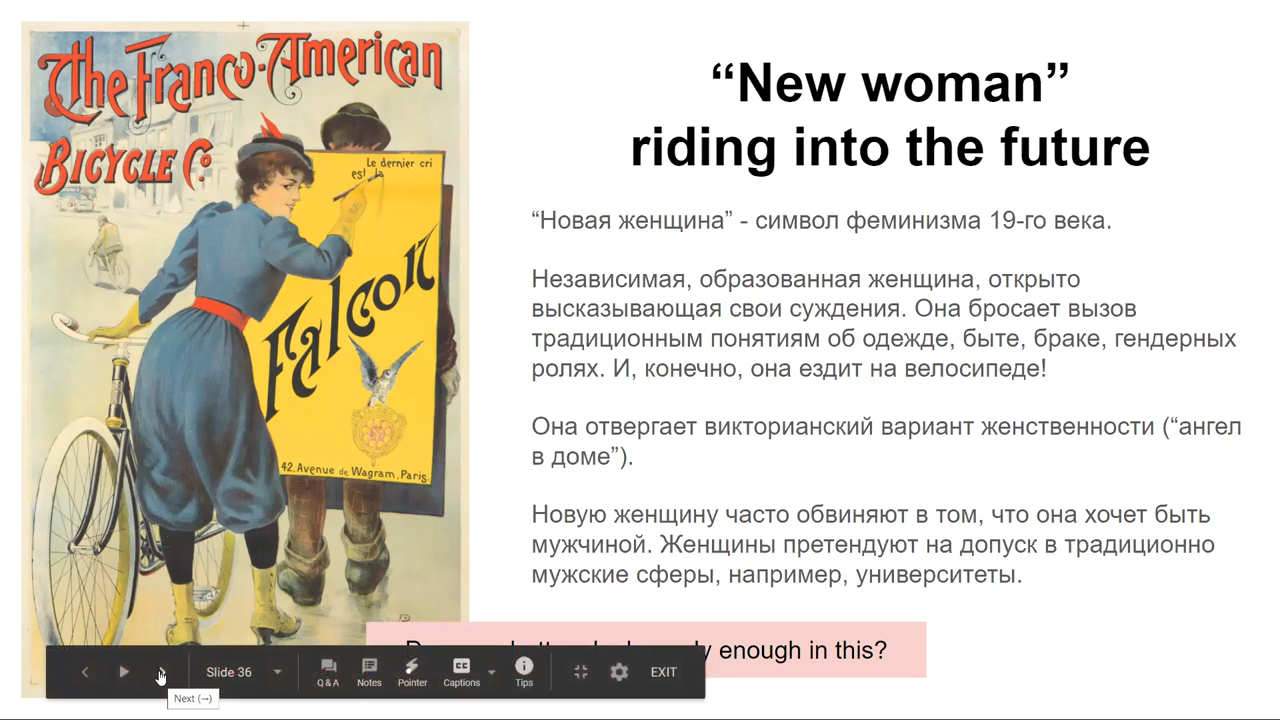 The Franco-American
BICYCLE Co
Le dernier cri
est la
Falcon
42. Avenue de Wagram. Paris.
“New woman”
riding into the future
“Новая женщина” - символ феминизма 19-го века.
Независимая, образованная женщина, открыто
высказывающая свои суждения. Она бросает вызов
традиционным понятиям об одежде, быте, браке, гендерных
ролях. И, конечно, она ездит на велосипеде!
Она отвергает викторианский вариант женственности (“ангел
в доме”).
Новую женщину часто обвиняют в том, что она хочет быть
мужчиной. Женщины претендуют на допуск в традиционно
мужские сферы, например, университеты.
enough in this?
Slide 36
Q & A
Notes
Pointer
CC
Captions
Tips
EXIT
Next (→)